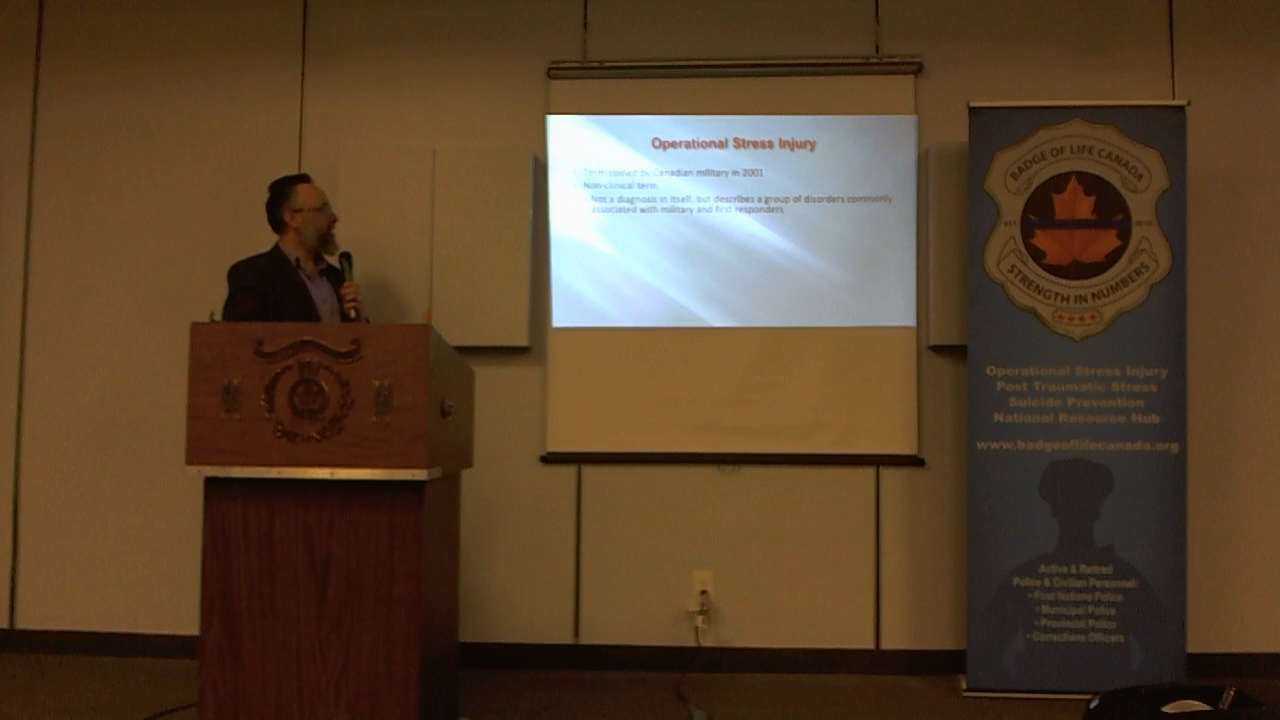 Operational Stress Injury
Term coined by Canadian military in 2001
Non-clinical term
Not a diagnosis in itself, but describes a group of disorders commonly
associated with military and first responders
BADGE OF LIFE CANADA
EST
STRENGTH IN NUMBERS
Operational Stress Injury
Post Traumatic Stress
Suicide Prevention
National Resource Hub
www.badgeoflifecanada.org
Active & Retired
Police & Civilian Personnel:
• First Nations Police
• Municipal Police
• Provincial Police
• Corrections Officers